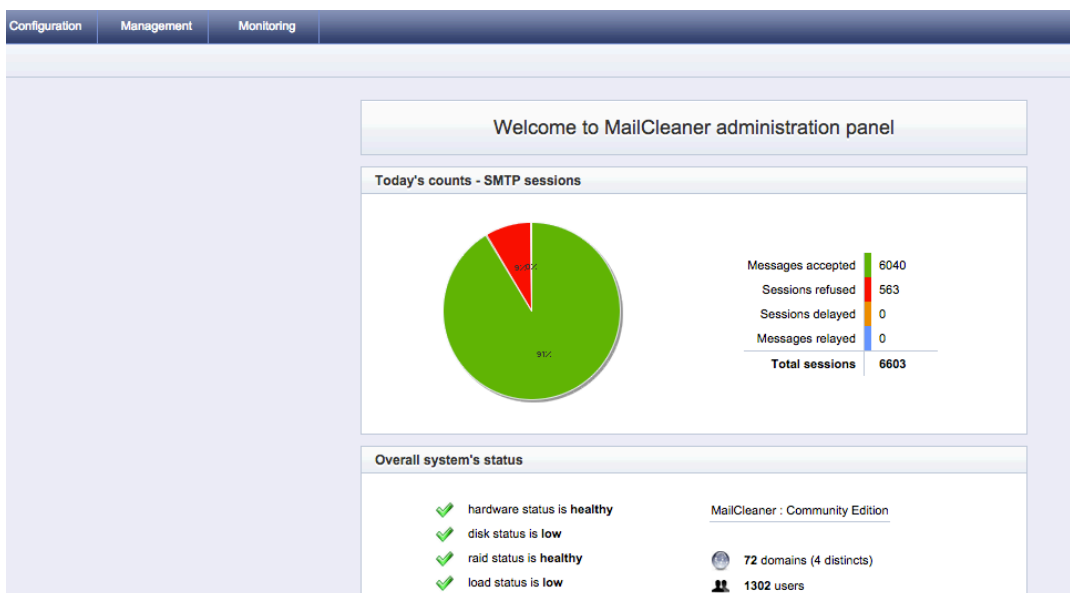 Configuration Management Monitoring
Welcome to MailCleaner administration panel
Today's counts - SMTP sessions
91%
Messages accepted 6040
Sessions refused 563
Sessions delayed 0
Messages relayed 0
Total sessions 6603
Overall system's status
hardware status is healthy
disk status is low
raid status is healthy
load status is low
MailCleaner : Community Edition
72 domains (4 distincts)
1302 users